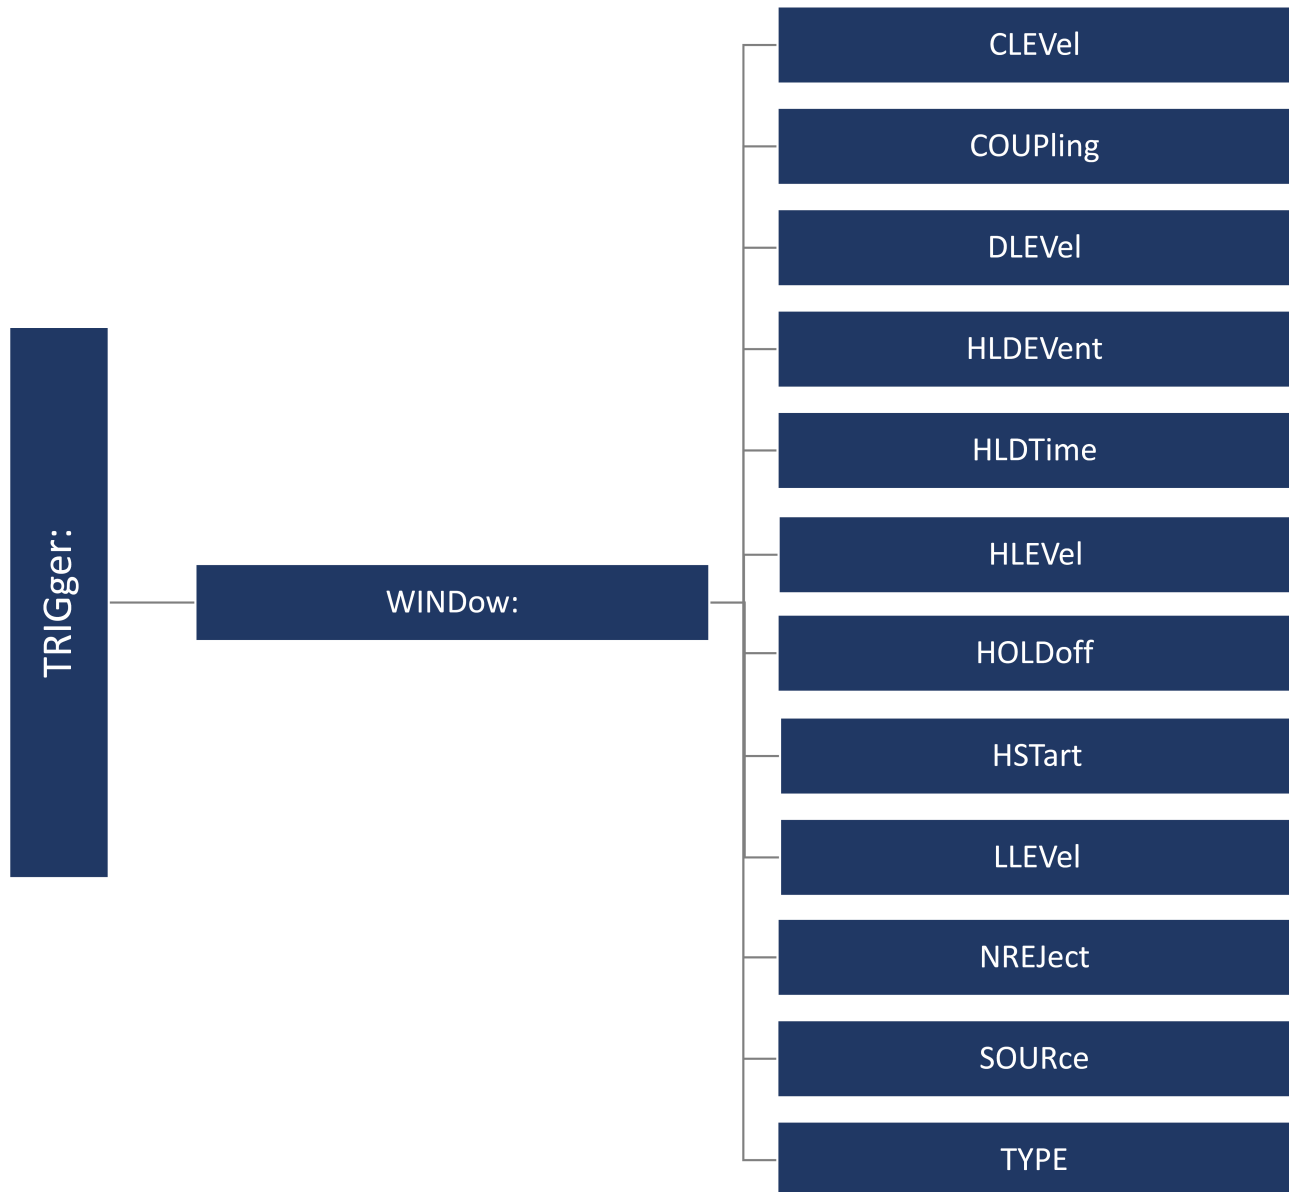 TRIGger:
WINDow:
CLEVel
COUPling
DLEVel
HLDEVent
HLDTime
HLEVel
HOLDoff
HSTart
LLEVel
NREJect
SOURce
TYPE